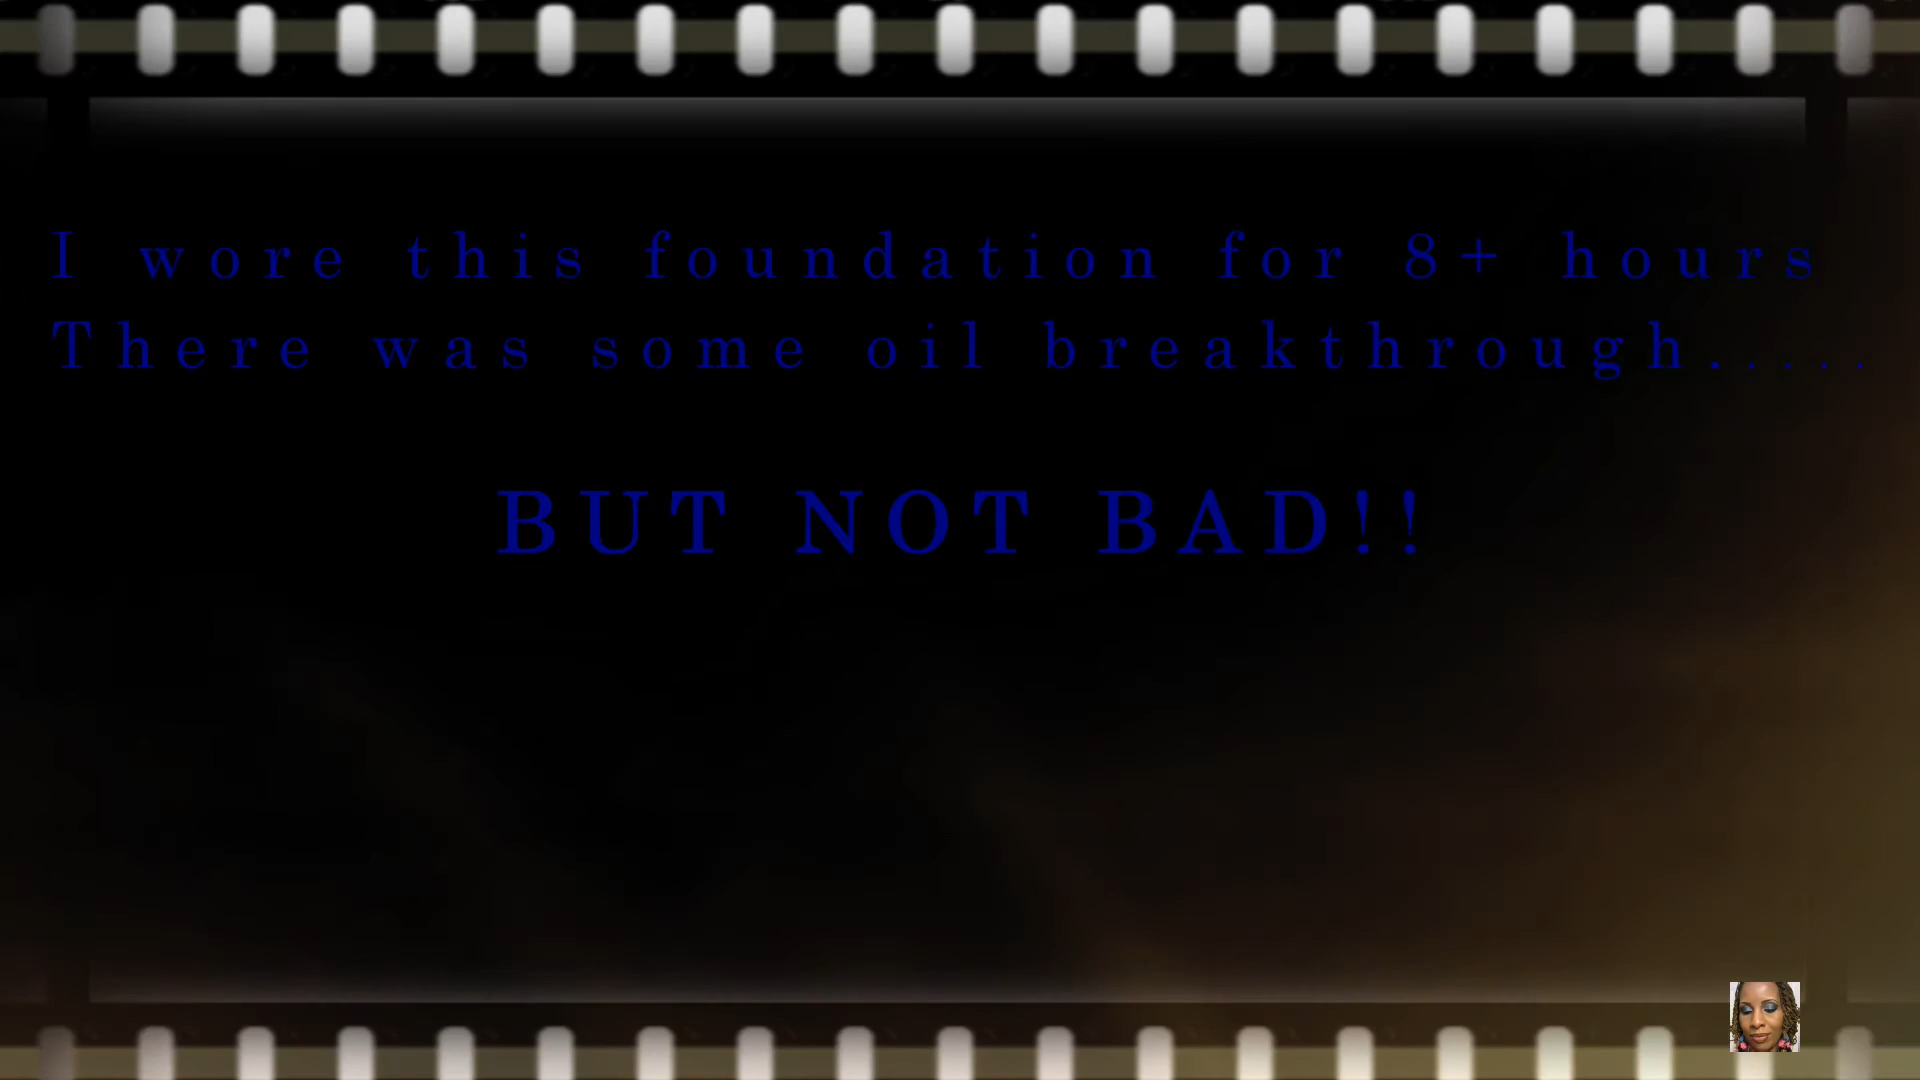 I wore this foundation for 8+ hours
There was some oil breakthrough.....
BUT NOT BAD!!